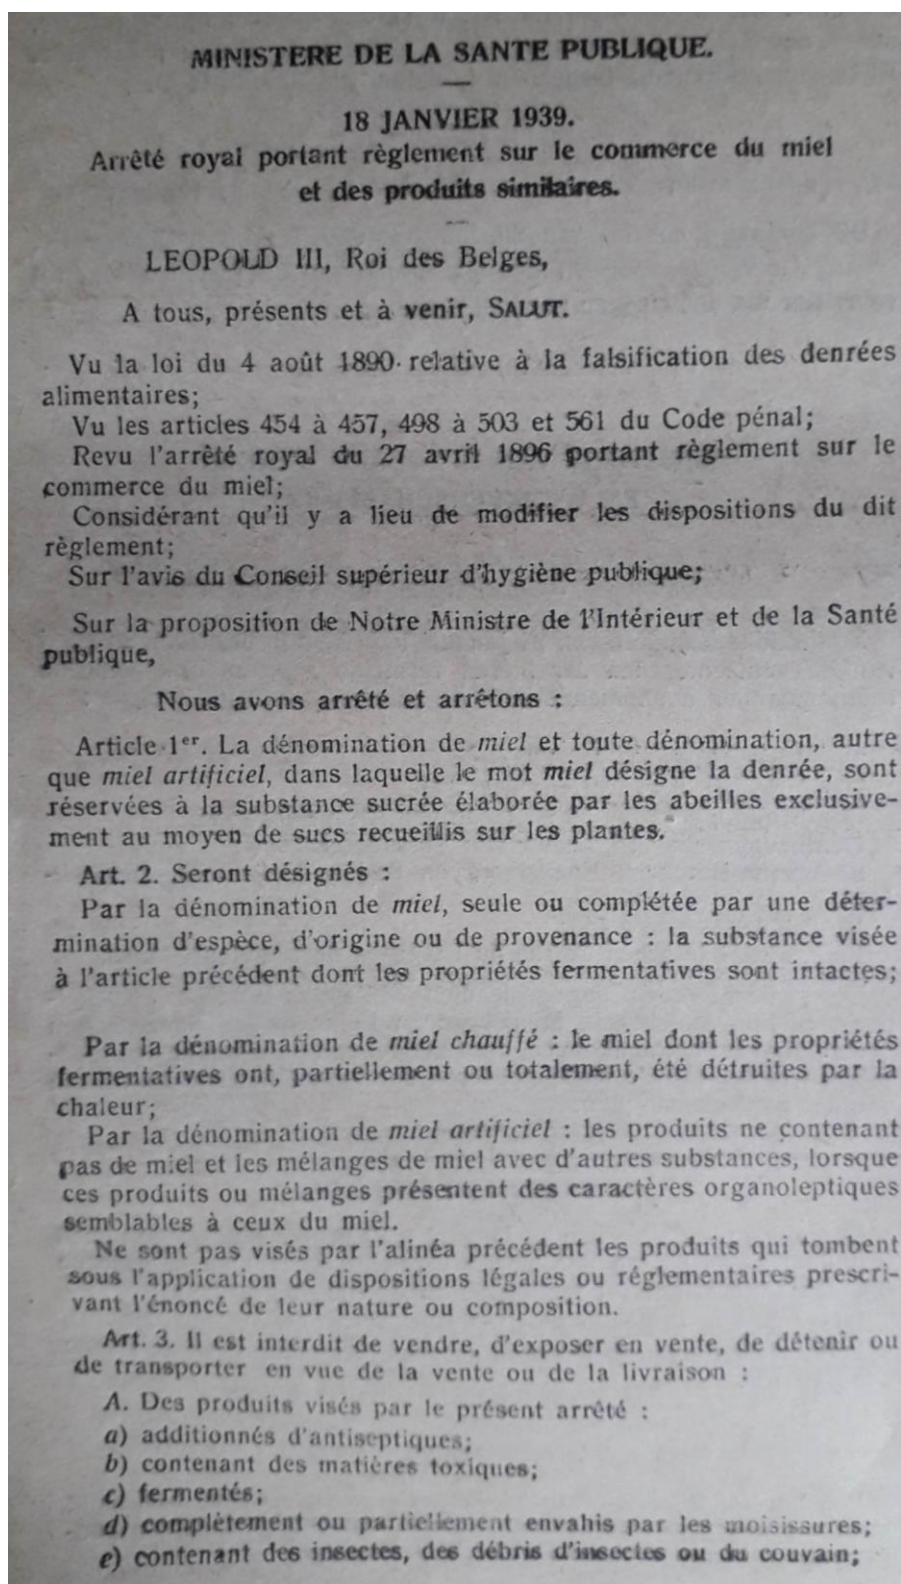 MINISTERE DE LA SANTE PUBLIQUE.
18 JANVIER 1939.
Arrêté royal portant règlement sur le commerce du miel
et des produits similaires.
LEOPOLD III, Roi des Belges,
A tous, présents et à venir, SALUT.
Vu la loi du 4 août 1890 relative à la falsification des denrées
alimentaires;
Vu les articles 454 à 457, 498 à 503 et 561 du Code pénal;
Revu l'arrêté royal du 27 avril 1896 portant règlement sur le
commerce du miel;
Considérant qu'il y a lieu de modifier les dispositions du dit
règlement;
Sur l'avis du Conseil supérieur d'hygiène publique;
Sur la proposition de Notre Ministre de l'Intérieur et de la Santé
publique,
Nous avons arrêté et arrêtons :
Article 1er. La dénomination de miel et toute dénomination, autre
que miel artificiel, dans laquelle le mot miel désigne la denrée, sont
réservées à la substance sucrée élaborée par les abeilles exclusive-
ment au moyen de sucs recueillis sur les plantes.
Art. 2. Seront désignés :
Par la dénomination de miel, seule ou complétée par une déter-
mination d'espèce, d'origine ou de provenance : la substance visée
à l'article précédent dont les propriétés fermentatives sont intactes;
Par la dénomination de miel chauffé : le miel dont les propriétés
fermentatives ont, partiellement ou totalement, été détruites par la
chaleur;
Par la dénomination de miel artificiel : les produits ne contenant
pas de miel et les mélanges de miel avec d'autres substances, lorsque
ces produits ou mélanges présentent des caractères organoleptiques
semblables à ceux du miel.
Ne sont pas visés par l'alinéa précédent les produits qui tombent
sous l'application de dispositions légales ou réglementaires prescri-
vant l'énoncé de leur nature ou composition.
Art. 3. Il est interdit de vendre, d'exposer en vente, de détenir ou
de transporter en vue de la vente ou de la livraison :
A. Des produits visés par le présent arrêté :
a) additionnés d'antiseptiques;
b) contenant des matières toxiques;
c) fermentés;
d) complètement ou partiellement envahis par les moisissures;
e) contenant des insectes, des débris d'insectes ou du couvain;